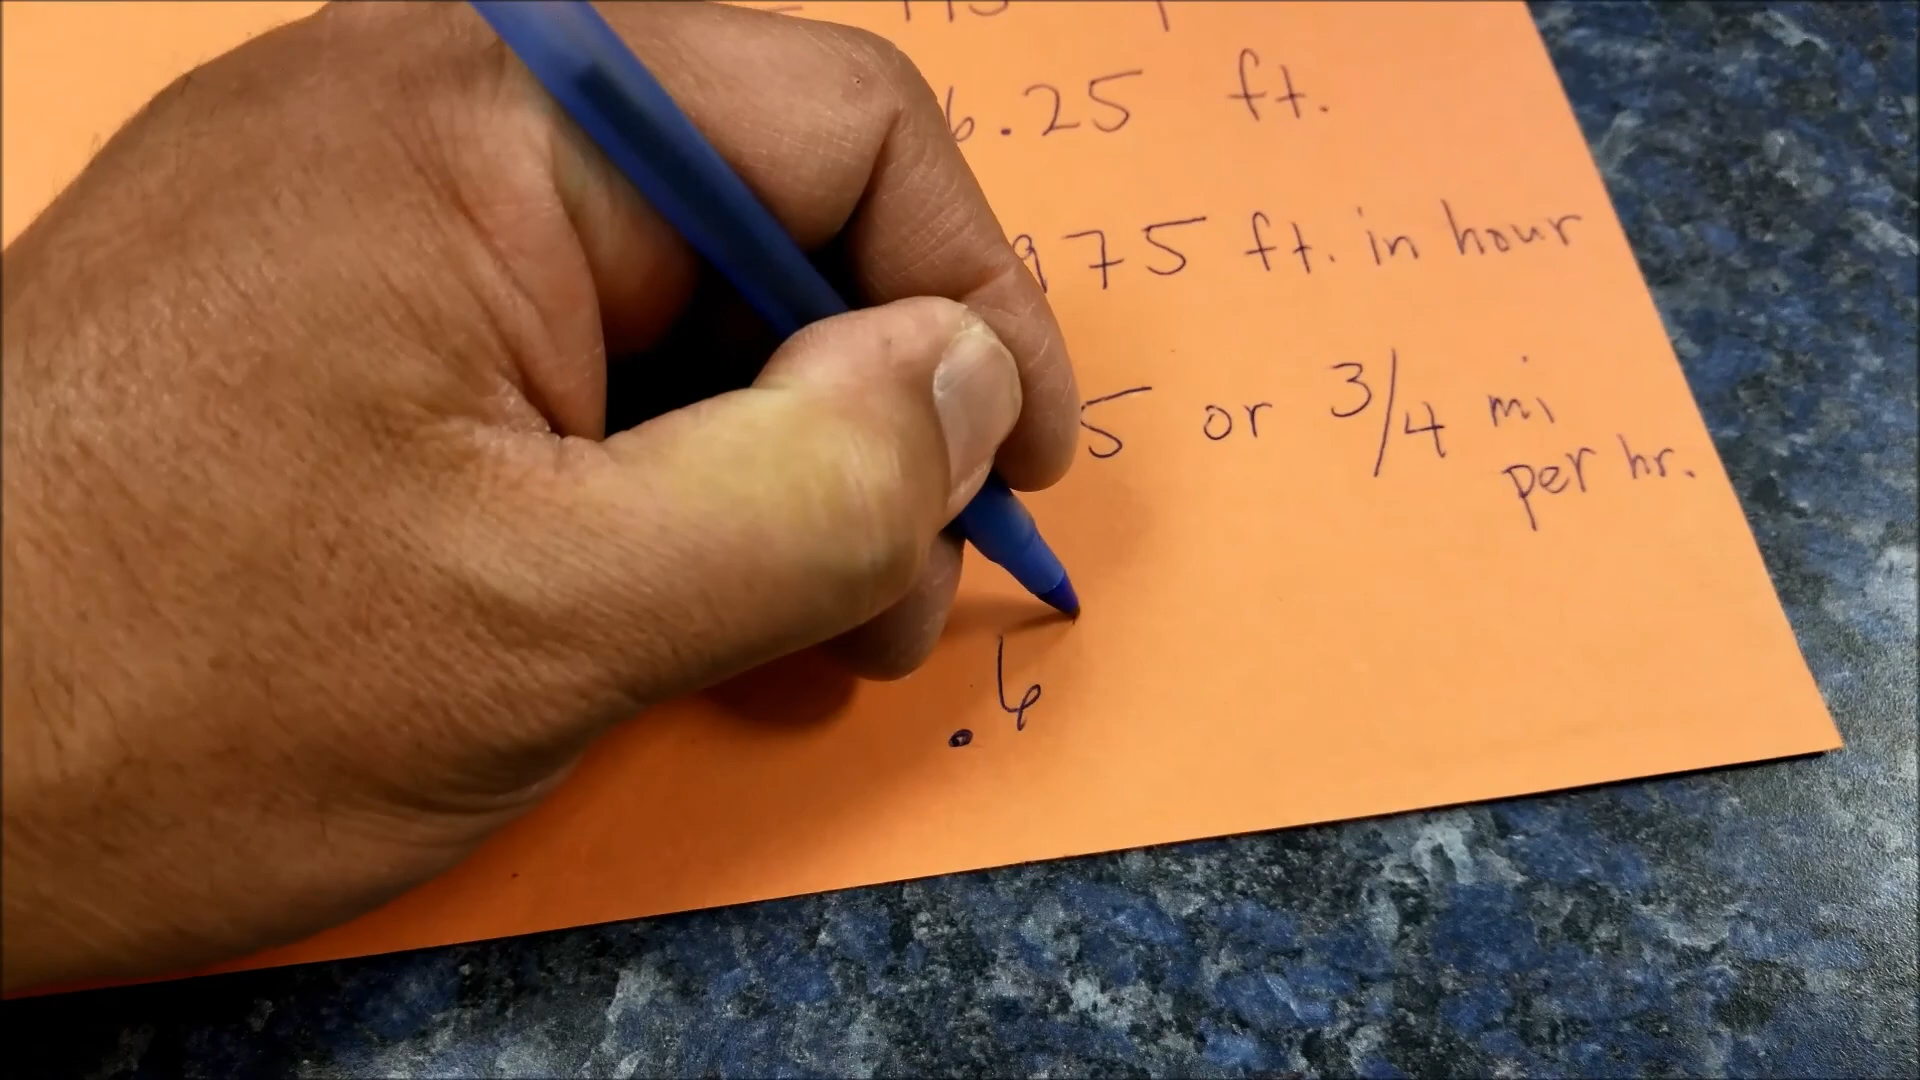 6.25 ft.
975 ft. in hour
5 or 3/4 mi
per hr.
.6